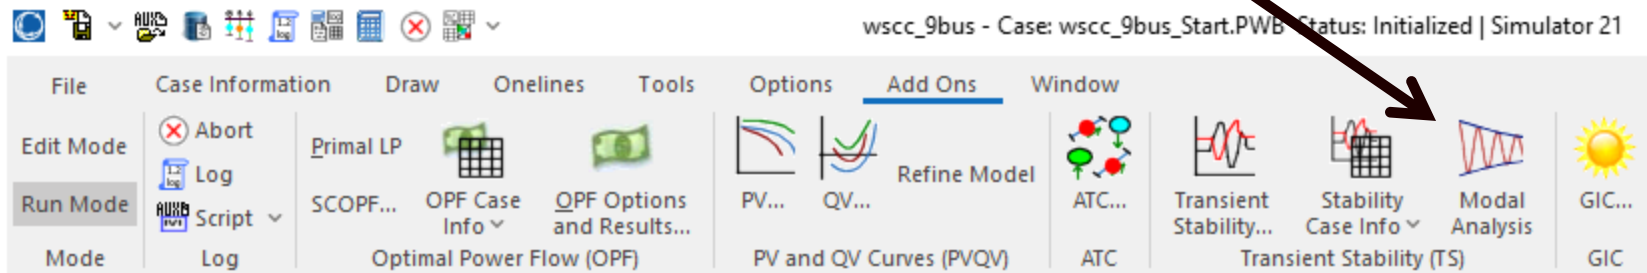 wscc_9bus - Case: wscc_9bus_Start.PWB Status: Initialized | Simulator 21
File Case Information Draw Onelines Tools Options Add Ons Window
Edit Mode
Run Mode
Mode
Abort
Log
Script
Log
Primal LP
SCOPF...
OPF Case
Info
OPF Options
and Results...
Optimal Power Flow (OPF)
PV...
QV...
Refine Model
PV and QV Curves (PVQV)
ATC...
ATC
Transient
Stability...
Stability
Case Info
Modal
Analysis
Transient Stability (TS)
GIC...
GIC